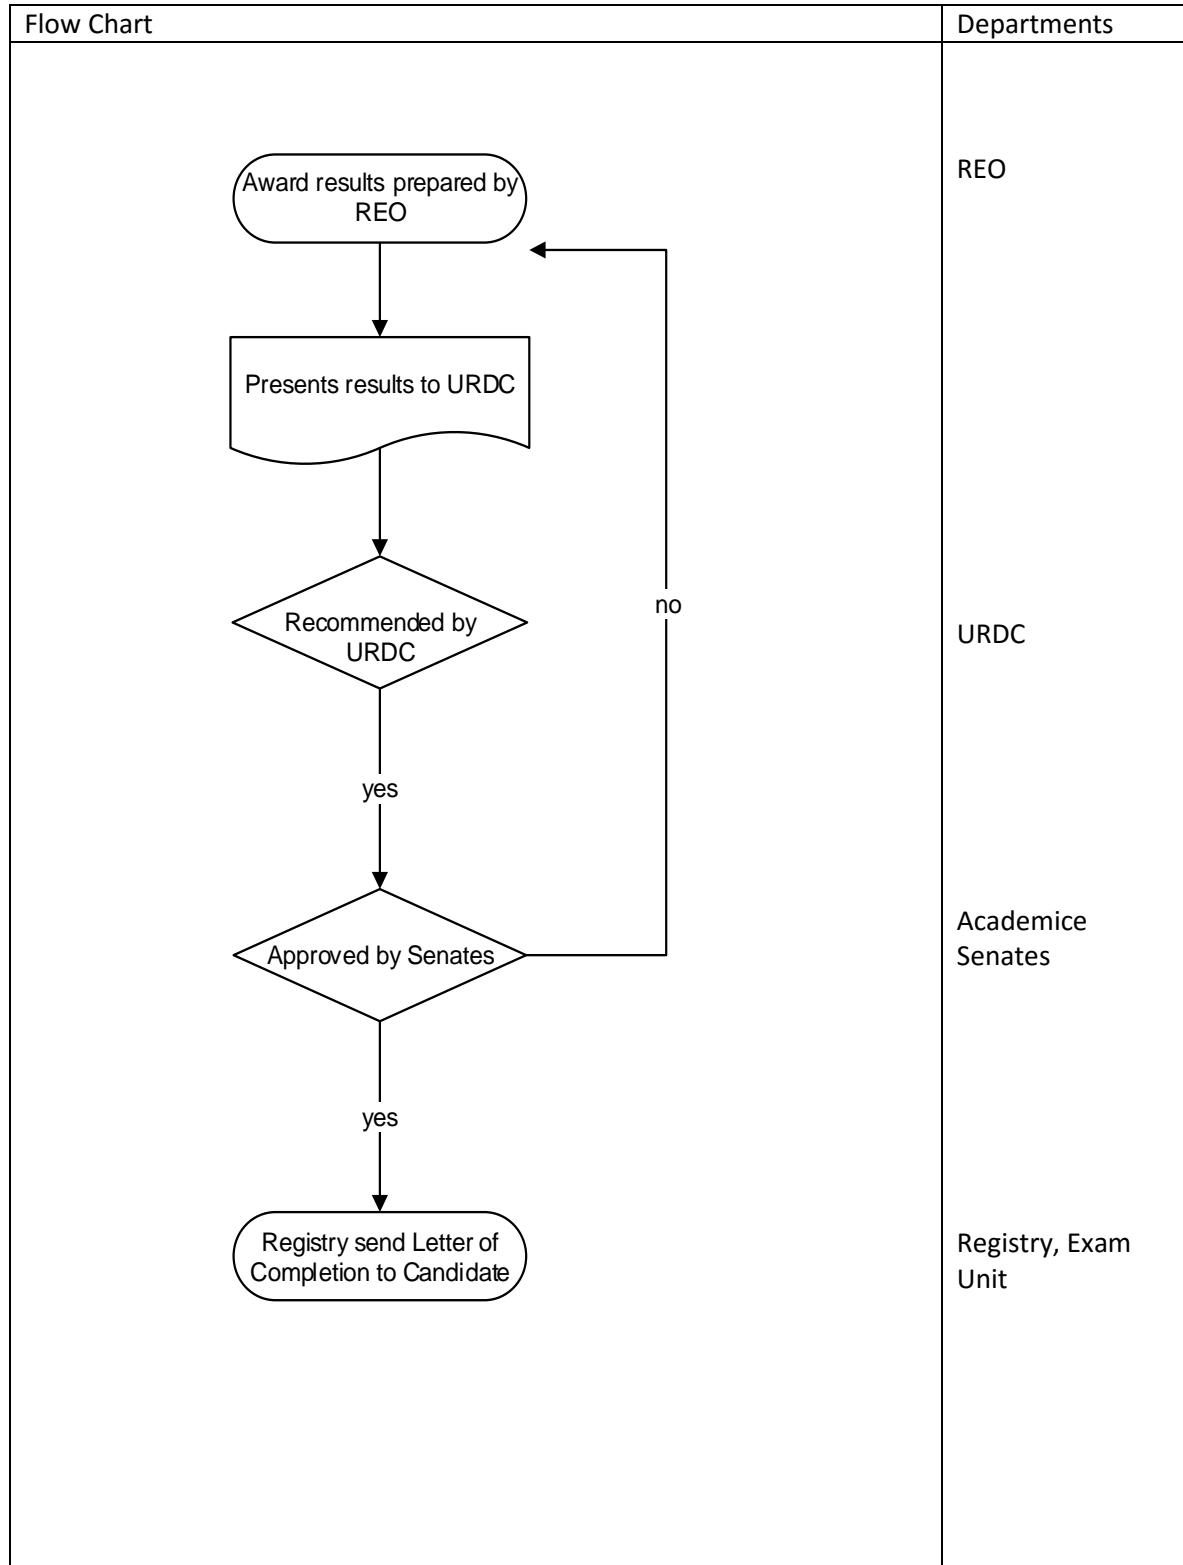 Flow Chart
Departments
Award results prepared by
REO
REO
Presents results to URDC
Recommended by
URDC
no
URDC
yes
Approved by Senates
Academice
Senates
yes
Registry send Letter of
Completion to Candidate
Registry, Exam
Unit